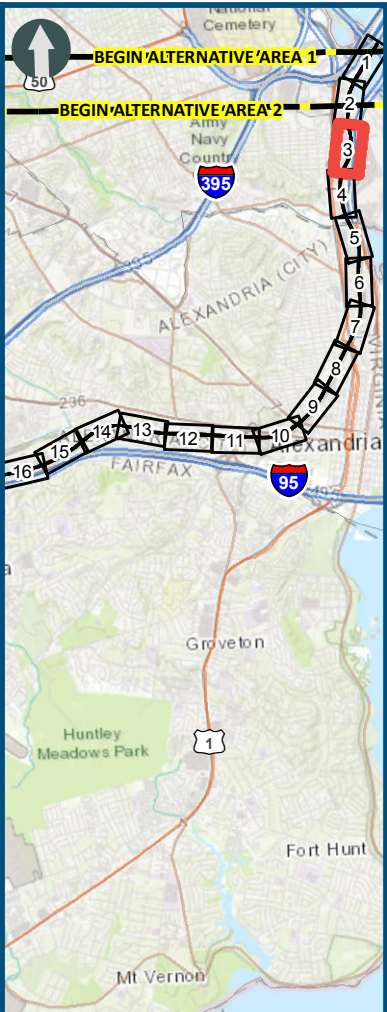 National
Cemetery
50
BEGIN ALTERNATIVE AREA 1
1
BEGIN ALTERNATIVE AREA 2
2
Army
Navy
Country
3
395
4
5
395
ALEXANDRIA (CITY)
6
7
VIRGINIA
8
236
9
16
15
14
13
12
11
10
Alexandria
FAIRFAX
95
495
a
Groveton
Huntley
Meadows Park
1
Fort Hunt
Mt Vernon